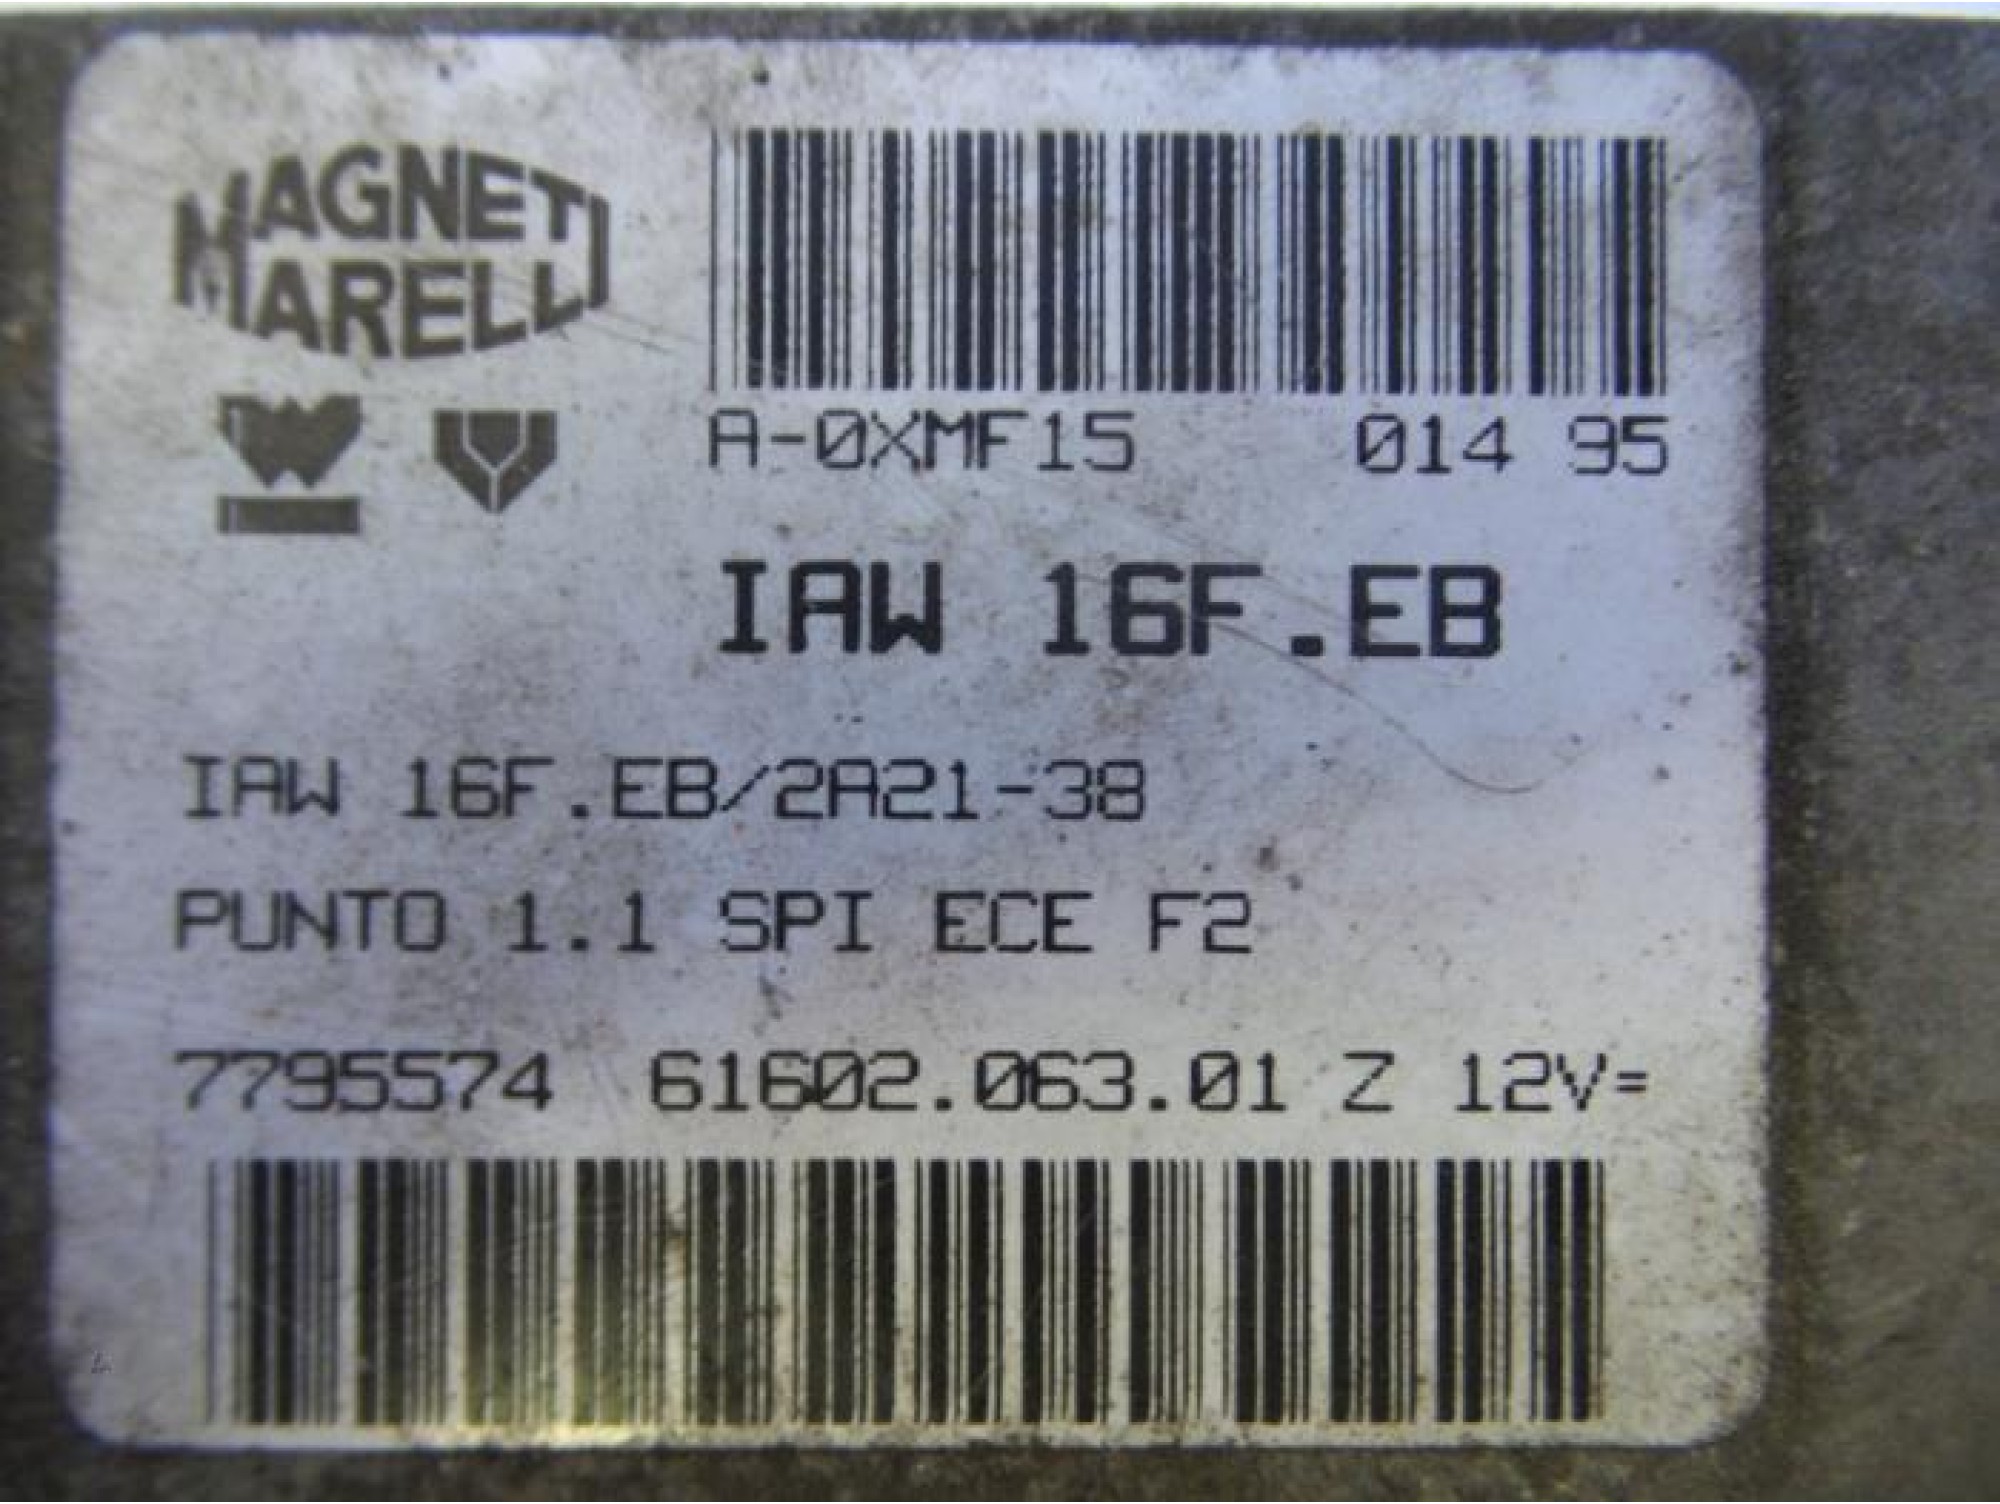 MAGNETI
MARELLI
A-0XMF15 014 95
IAW 16F.EB
IAW 16F.EB/2A21-38
PUNTO 1.1 SPI ECE F2
7795574 61602.063.01 Z 12V=